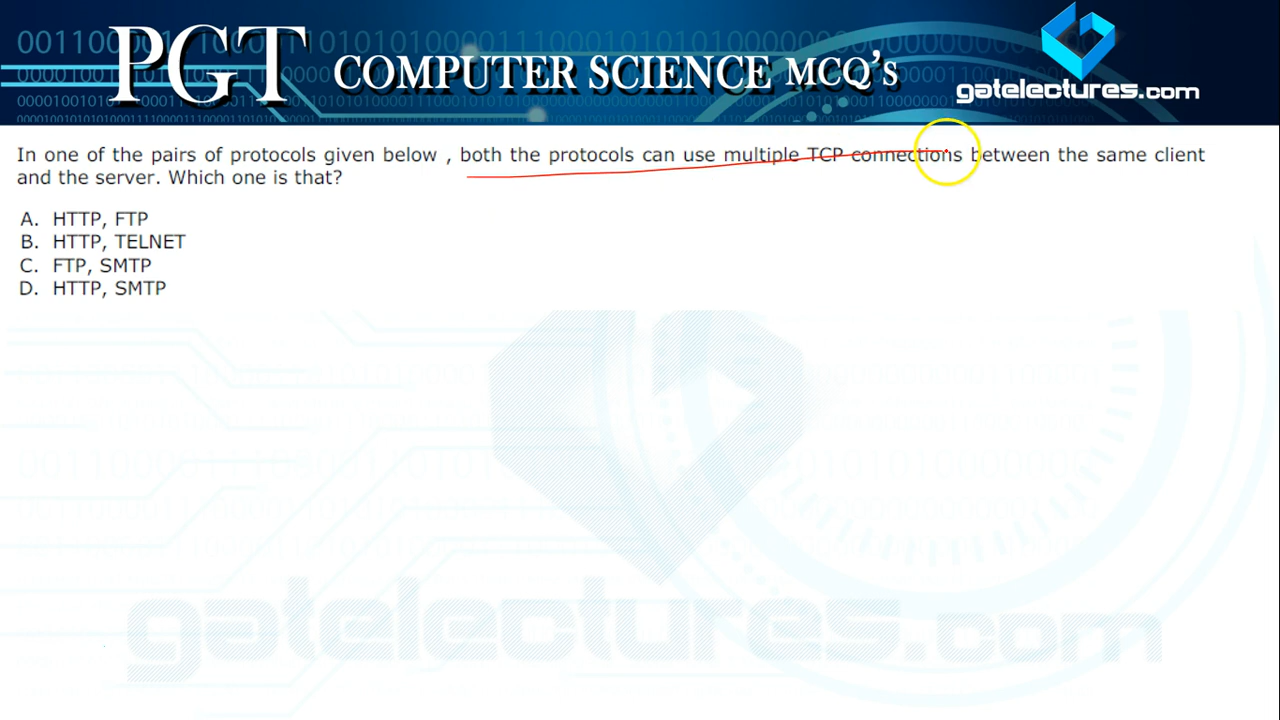 PGT COMPUTER SCIENCE MCQ's
gatelectures.com
In one of the pairs of protocols given below , both the protocols can use multiple TCP connections between the same client
and the server. Which one is that?
A. HTTP, FTP
B. HTTP, TELNET
C. FTP, SMTP
D. HTTP, SMTP
gatelectures.com